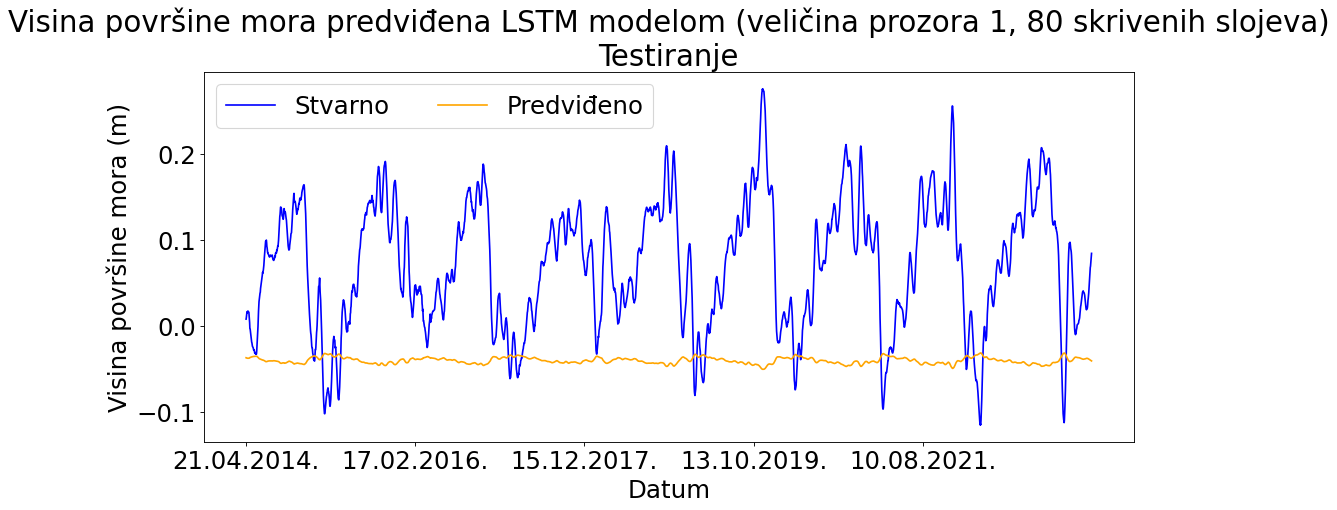 Visina površine mora predviđena LSTM modelom (veličina prozora 1, 80 skrivenih slojeva)
Testiranje
Stvarno
Predviđeno
Visina površine mora (m)
0.2
0.1
0.0
−0.1
21.04.2014.
17.02.2016.
15.12.2017.
13.10.2019.
10.08.2021.
Datum